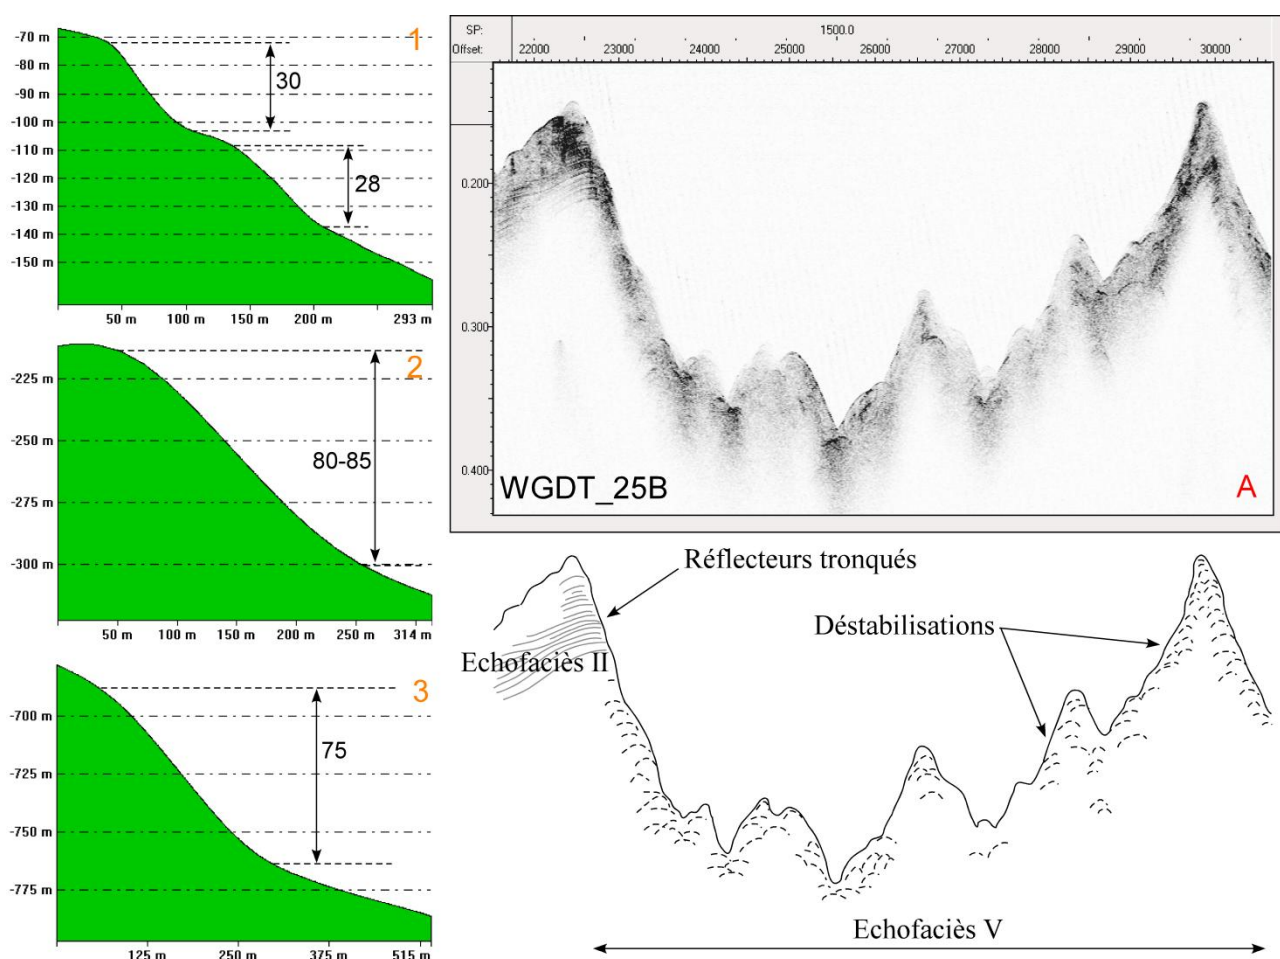 1
-70 m
-80 m
-90 m
-100 m
-110 m
-120 m
-130 m
-140 m
-150 m
30
28
50 m 100 m 150 m 200 m 293 m
2
-225 m
-250 m
-275 m
-300 m
80-85
50 m 100 m 150 m 200 m 250 m 314 m
3
-700 m
-725 m
-750 m
-775 m
75
125 m 250 m 375 m 515 m
SP: 1500.0
Offset: 22000 23000 24000 25000 26000 27000 28000 29000 30000
0.200
0.300
0.400
WGDT_25B
A
Réflecteurs tronqués
Déstabilisations
Echofaciès II
Echofaciès V